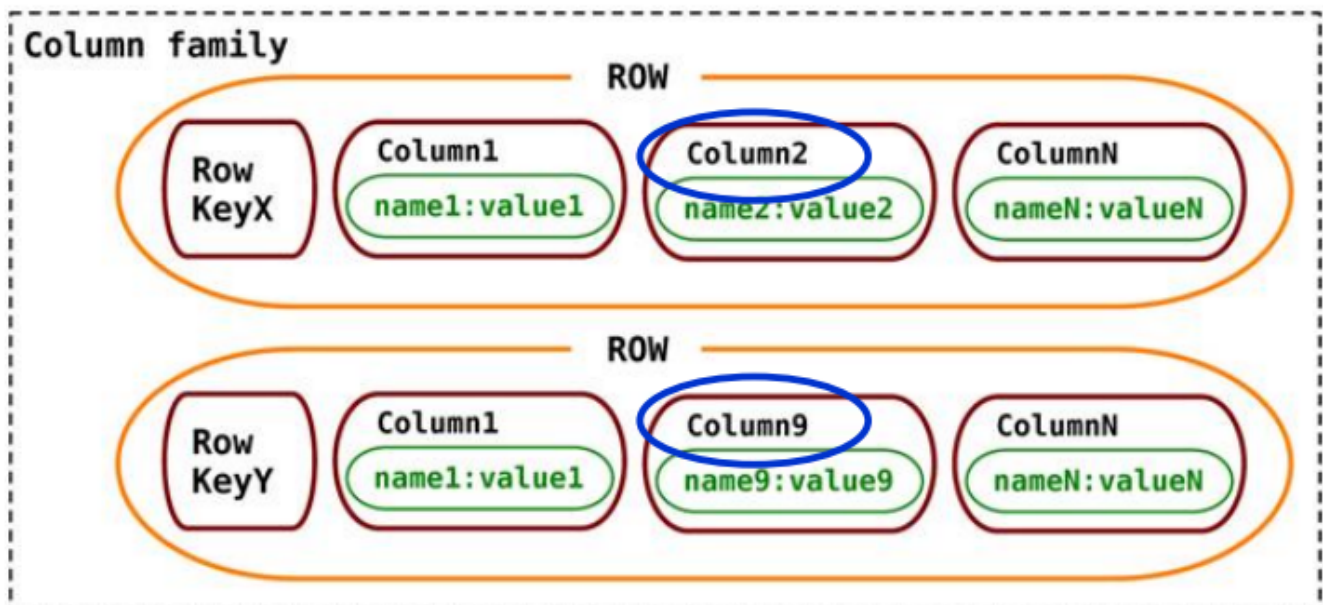 Column family
ROW
Row
KeyX
Column1
name1:value1
Column2
name2:value2
ColumnN
nameN:valueN
ROW
Row
KeyY
Column1
name1:value1
Column9
name9:value9
ColumnN
nameN:valueN